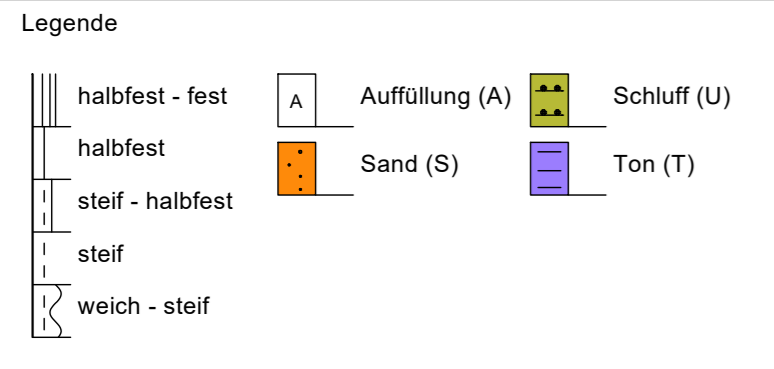 Legende
halbfest - fest
halbfest
steif - halbfest
steif
weich - steif
A
Auffüllung (A)
Sand (S)
Schluff (U)
Ton (T)